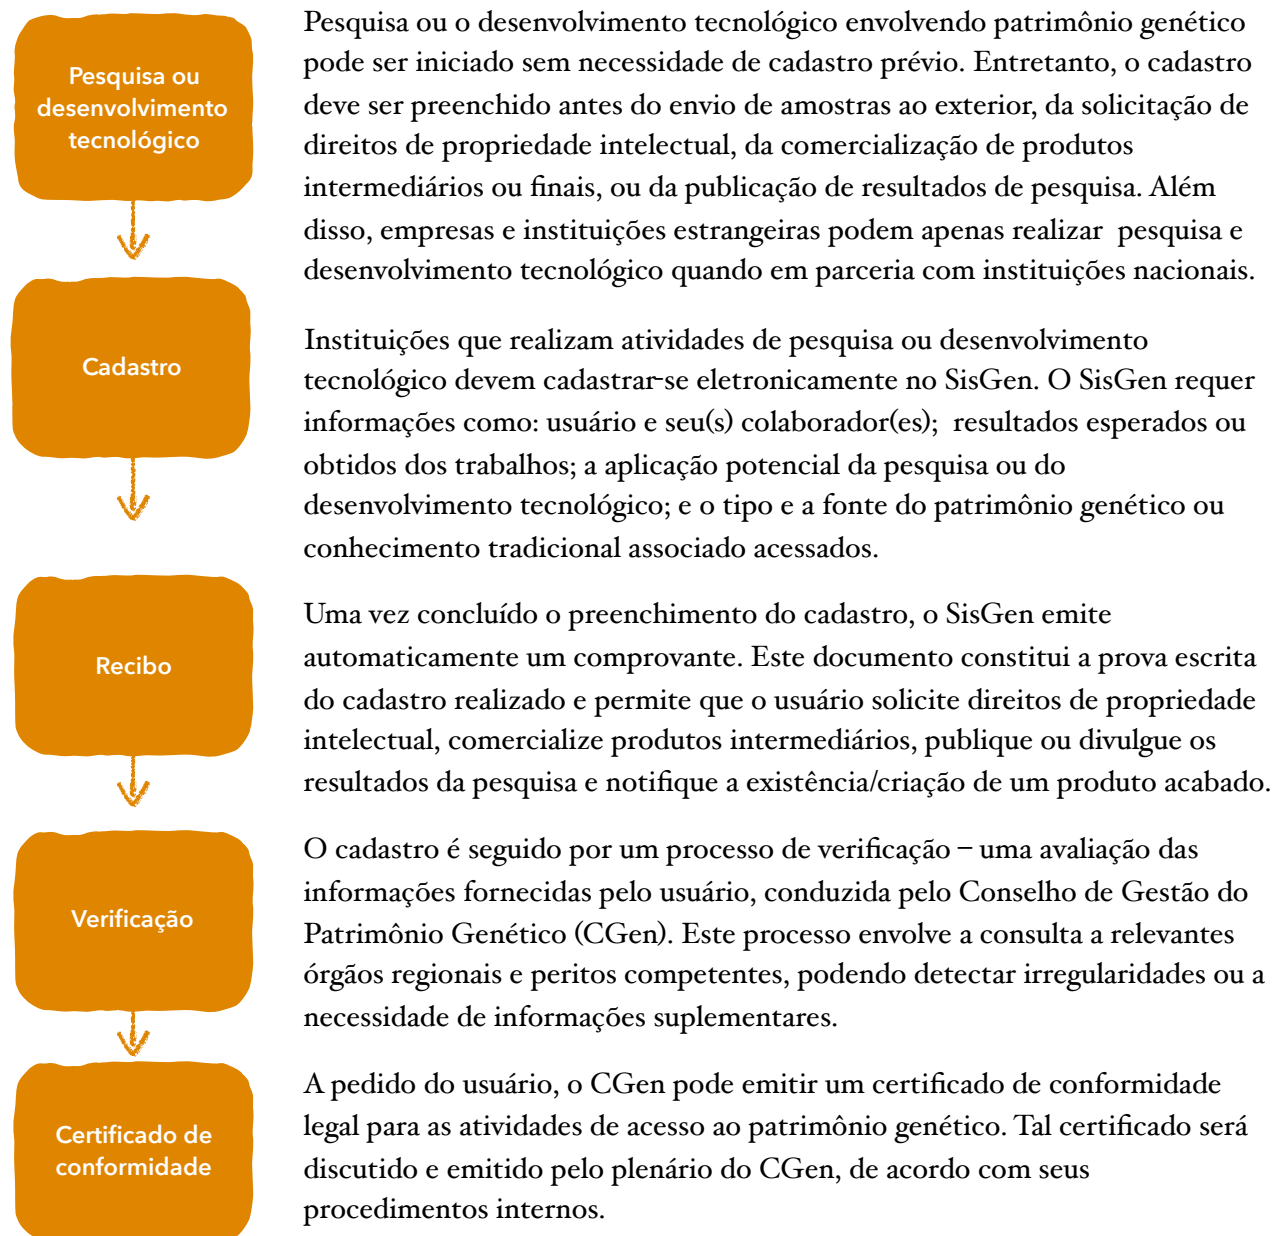 Pesquisa ou
desenvolvimento
tecnológico
Pesquisa ou o desenvolvimento tecnológico envolvendo patrimônio genético
pode ser iniciado sem necessidade de cadastro prévio. Entretanto, o cadastro
deve ser preenchido antes do envio de amostras ao exterior, da solicitação de
direitos de propriedade intelectual, da comercialização de produtos
intermediários ou finais, ou da publicação de resultados de pesquisa. Além
disso, empresas e instituições estrangeiras podem apenas realizar  pesquisa e
desenvolvimento tecnológico quando em parceria com instituições nacionais.
Cadastro
Instituições que realizam atividades de pesquisa ou desenvolvimento
tecnológico devem cadastrar-se eletronicamente no SisGen. O SisGen requer
informações como: usuário e seu(s) colaborador(es);  resultados esperados ou
obtidos dos trabalhos; a aplicação potencial da pesquisa ou do
desenvolvimento tecnológico; e o tipo e a fonte do patrimônio genético ou
conhecimento tradicional associado acessados.
Recibo
Uma vez concluído o preenchimento do cadastro, o SisGen emite
automaticamente um comprovante. Este documento constitui a prova escrita
do cadastro realizado e permite que o usuário solicite direitos de propriedade
intelectual, comercialize produtos intermediários, publique ou divulgue os
resultados da pesquisa e notifique a existência/criação de um produto acabado.
Verificação
O cadastro é seguido por um processo de verificação – uma avaliação das
informações fornecidas pelo usuário, conduzida pelo Conselho de Gestão do
Patrimônio Genético (CGen). Este processo envolve a consulta a relevantes
órgãos regionais e peritos competentes, podendo detectar irregularidades ou a
necessidade de informações suplementares.
Certificado de
conformidade
A pedido do usuário, o CGen pode emitir um certificado de conformidade
legal para as atividades de acesso ao patrimônio genético. Tal certificado será
discutido e emitido pelo plenário do CGen, de acordo com seus
procedimentos internos.